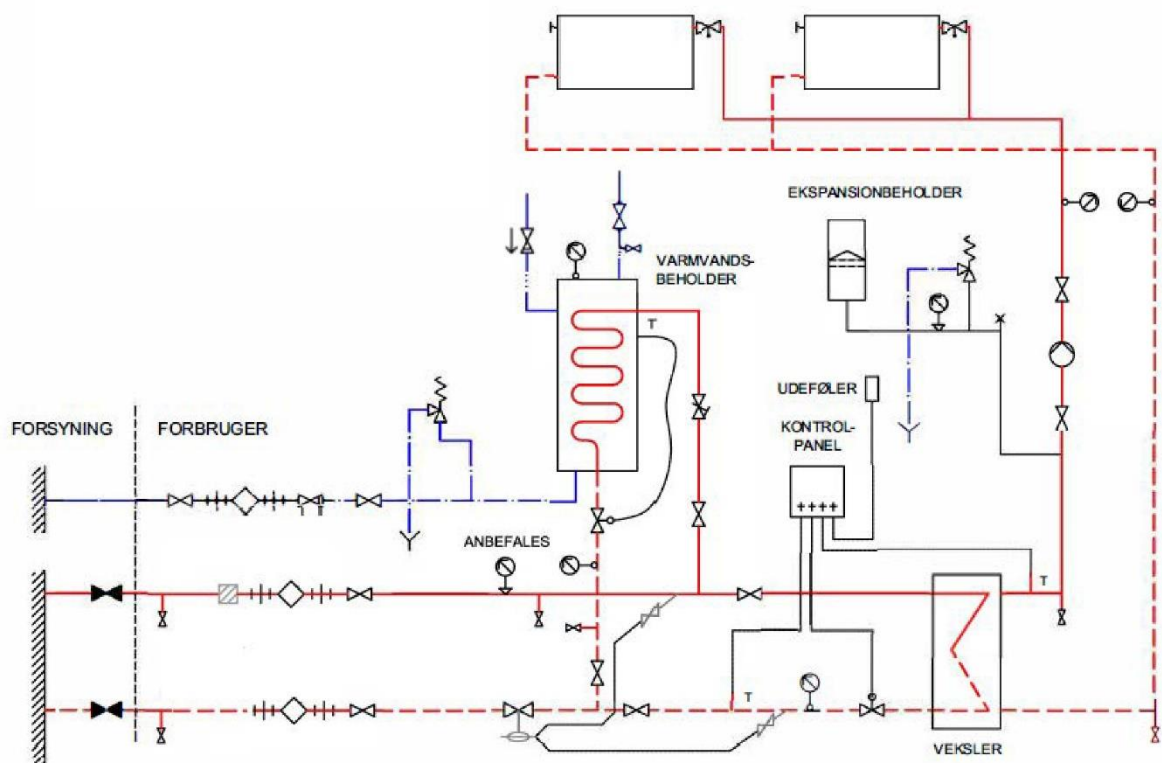 EKSPANSIONBEHOLDER
VARMVANDS-
BEHOLDER
T
UDEFØLER
FORSYNING
FORBRUGER
KONTROL-
PANEL
ANBEFALES
T
T
VEKSLER